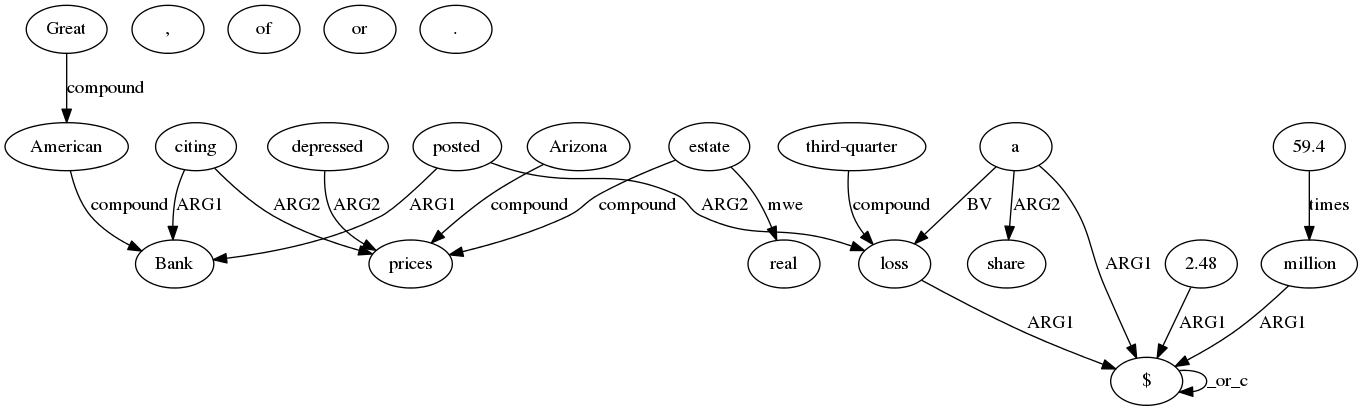 Great , of or .
compound
American citing depressed posted Arizona estate third-quarter a 59.4
compound ARG1 ARG2 ARG2 ARG1 compound compound mwe ARG2 compound BV ARG2 times
Bank prices real loss share 2.48 million
ARG1
ARG1 ARG1 ARG1
$ _or_c